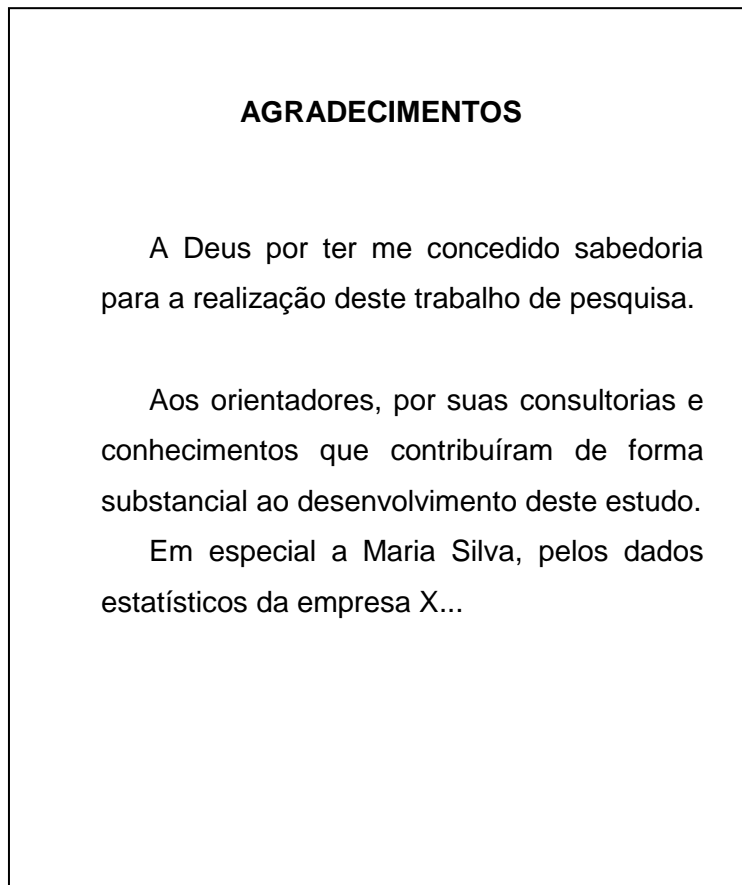 AGRADECIMENTOS
A Deus por ter me concedido sabedoria
para a realização deste trabalho de pesquisa.
Aos orientadores, por suas consultorias e
conhecimentos que contribuíram de forma
substancial ao desenvolvimento deste estudo.
Em especial a Maria Silva, pelos dados
estatísticos da empresa X...